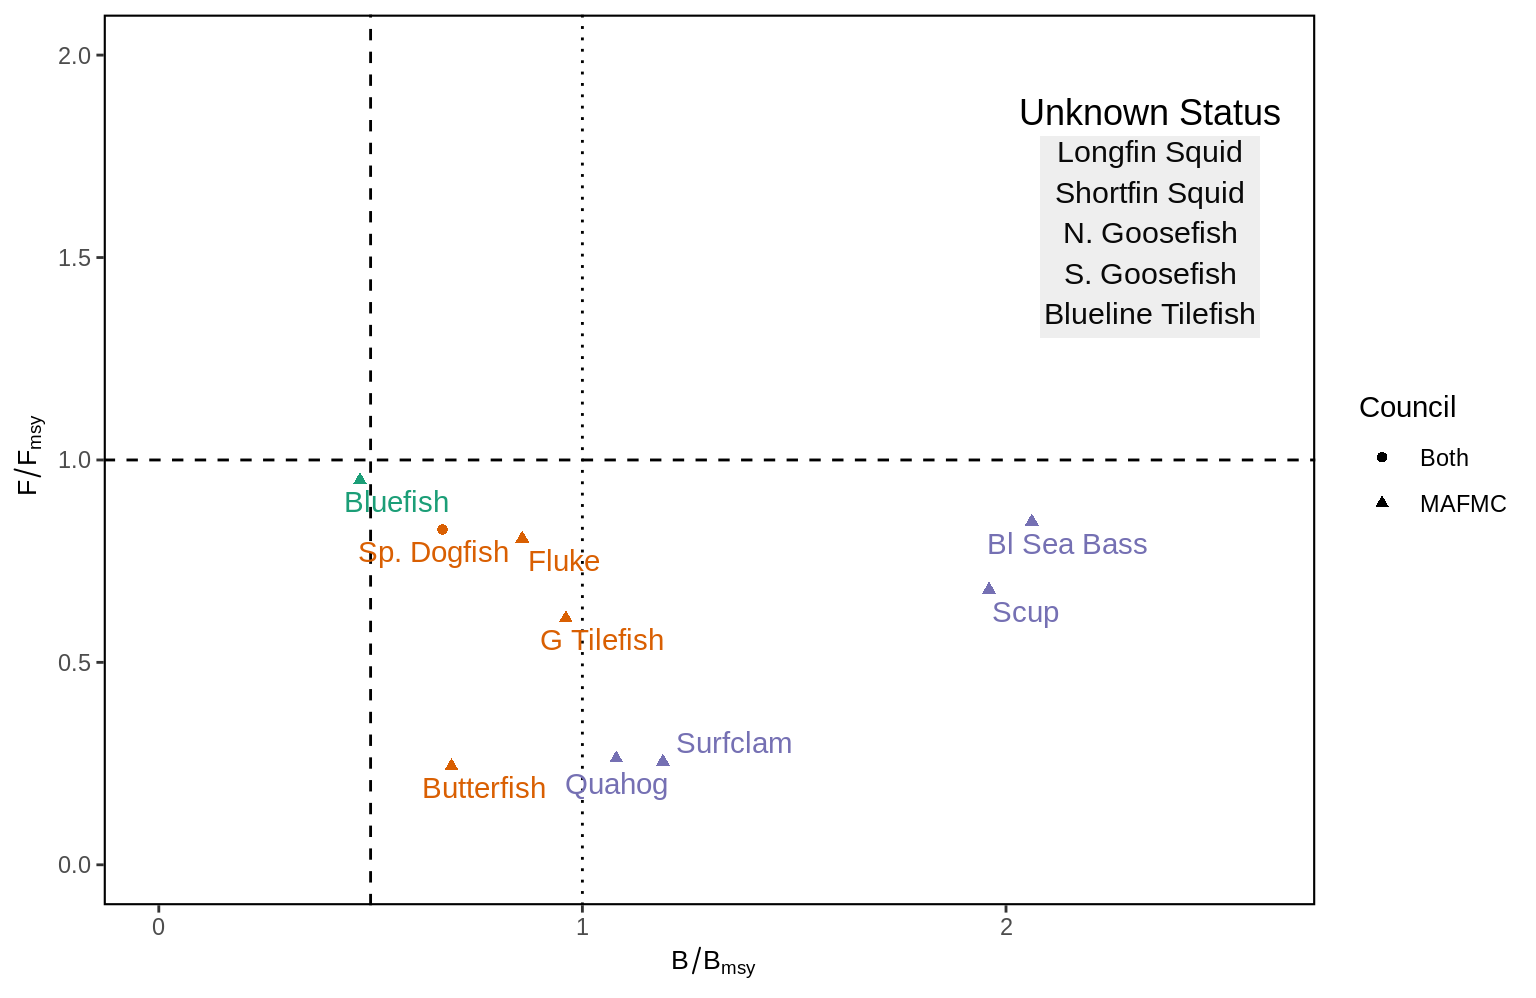 2.0
1.5
1.0
0.5
0.0
F/Fmsy
Unknown Status
Longfin Squid
Shortfin Squid
N. Goosefish
S. Goosefish
Blueline Tilefish
Bluefish
Sp. Dogfish
Fluke
Bl Sea Bass
Scup
G Tilefish
Surfclam
Butterfish
Quahog
0
1
2
B/Bmsy
Council
Both
MAFMC